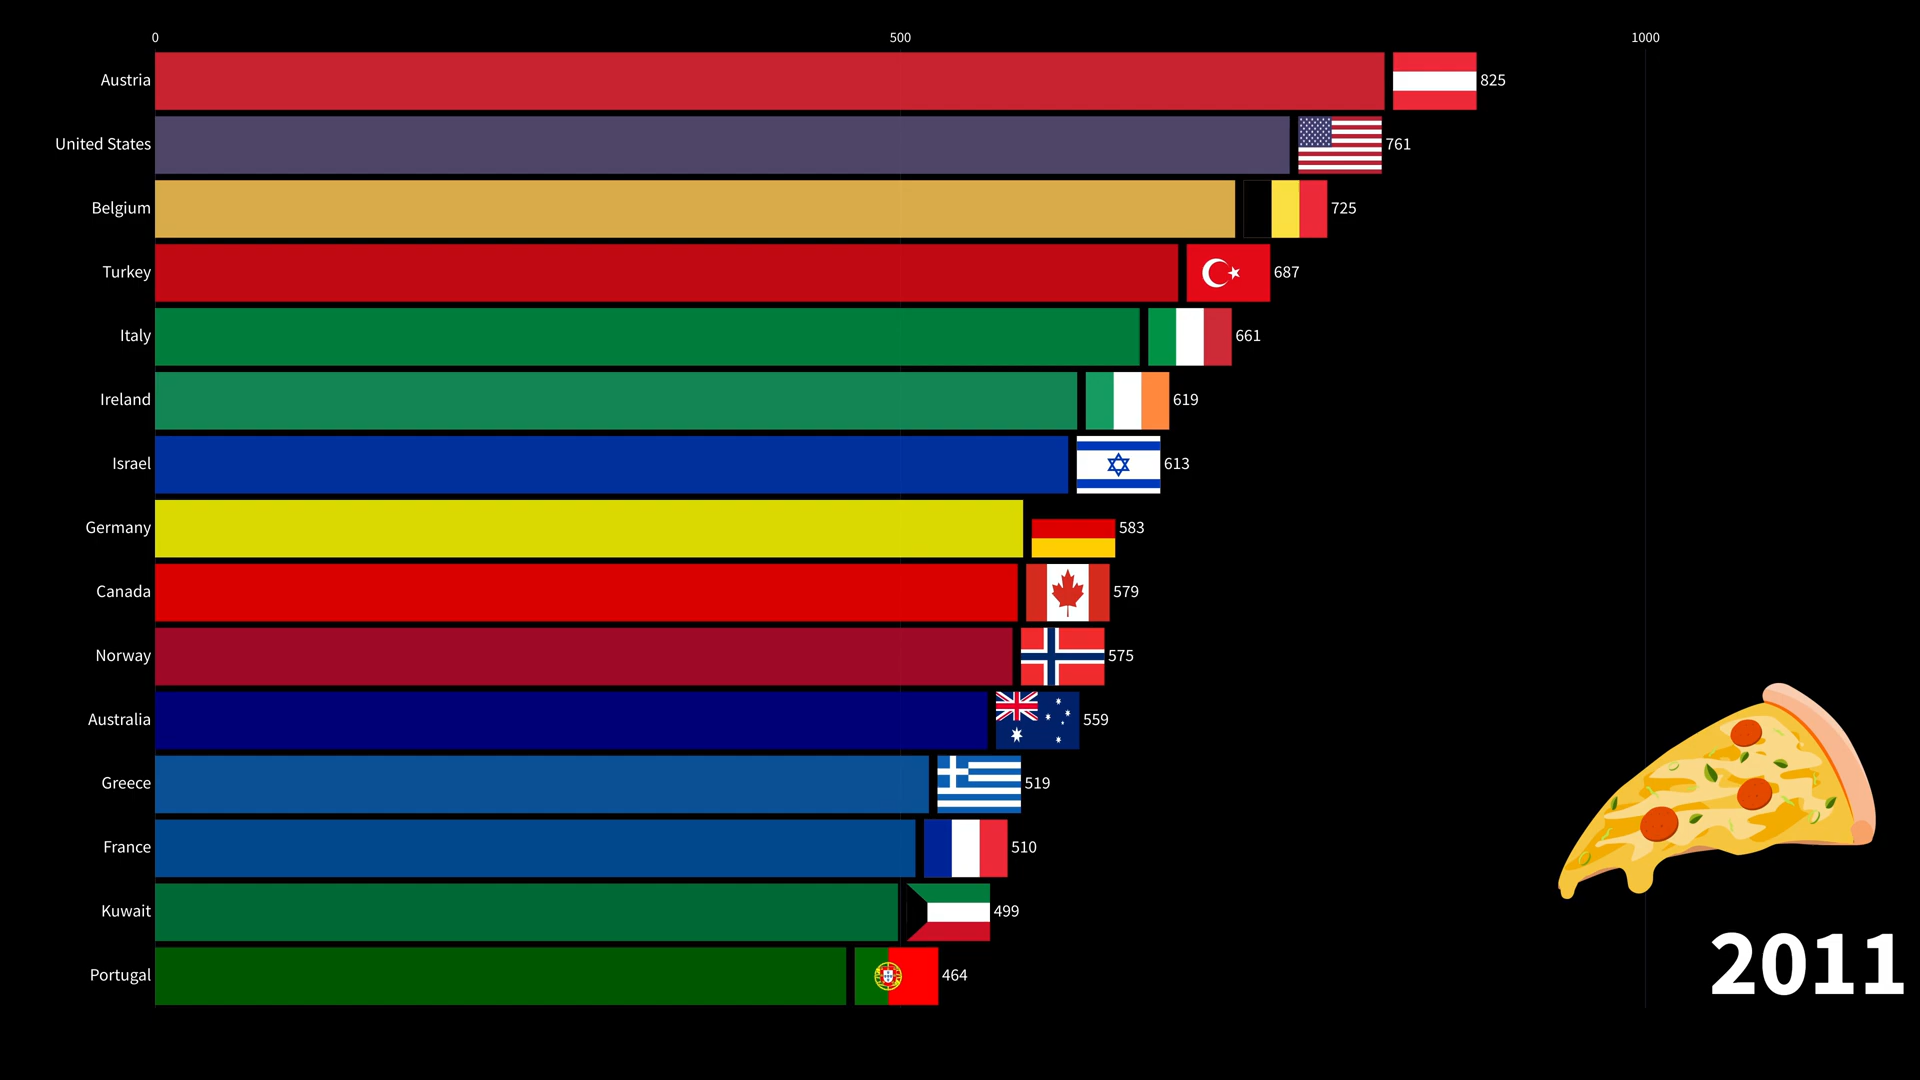 0 500 1000
Austria 825
United States 761
Belgium 725
Turkey 687
Italy 661
Ireland 619
Israel 613
Germany 583
Canada 579
Norway 575
Australia 559
Greece 519
France 510
Kuwait 499
Portugal 464
2011